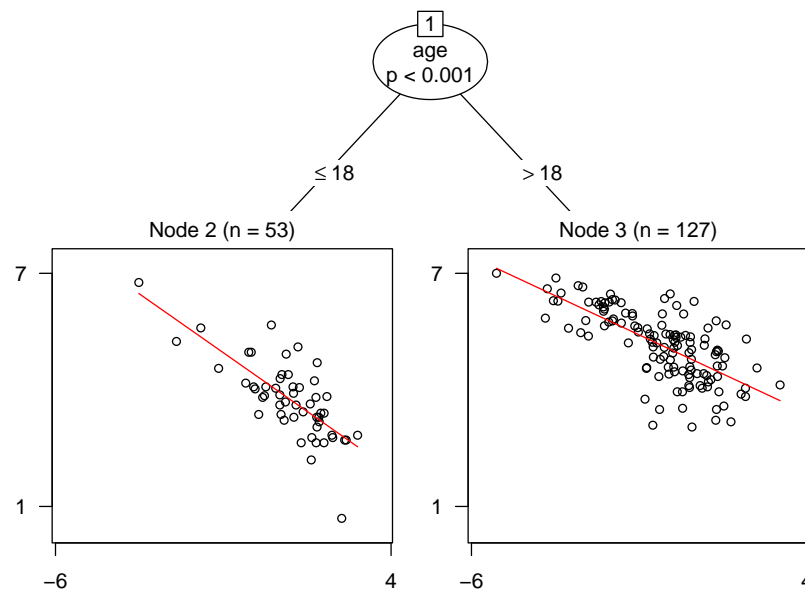 1
age
p < 0.001
≤ 18
> 18
Node 2 (n = 53)
Node 3 (n = 127)
7
1
−6
4
7
1
−6
4